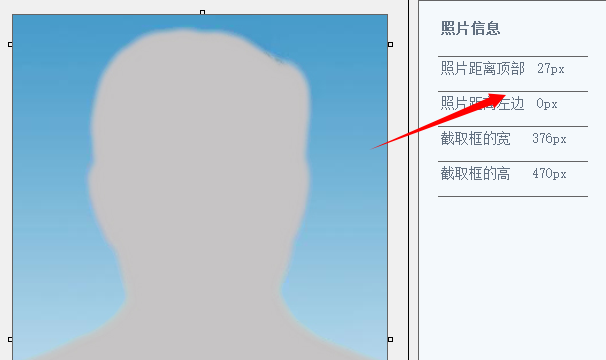 照片信息
照片距离顶部 27px
照片距离左边 0px
截取框的宽 376px
截取框的高 470px